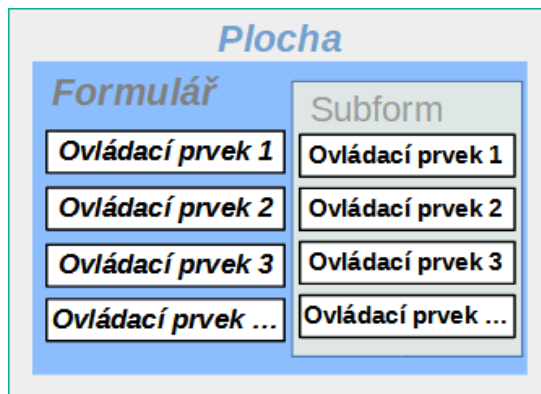 Plocha
Formulář
Ovládací prvek 1
Ovládací prvek 2
Ovládací prvek 3
Ovládací prvek …
Subform
Ovládací prvek 1
Ovládací prvek 2
Ovládací prvek 3
Ovládací prvek …